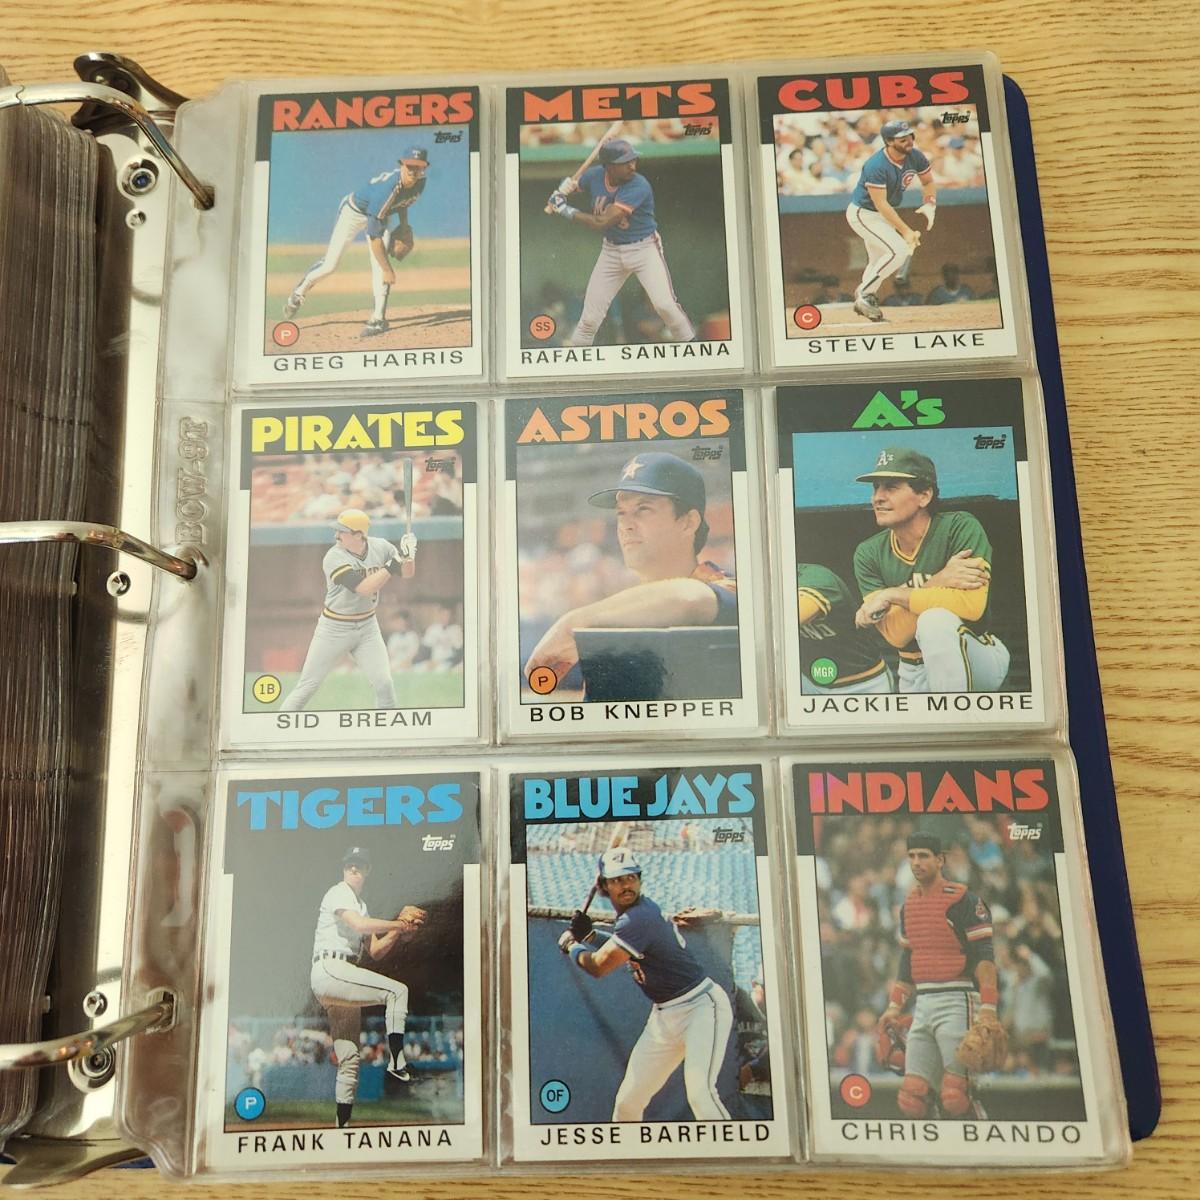 RANGERS
Topps
P
GREG HARRIS
METS
Topps
SS
RAFAEL SANTANA
CUBS
Topps
C
STEVE LAKE
PIRATES
Topps
1B
SID BREAM
ASTROS
Topps
P
BOB KNEPPER
A's
Topps
A's
MGR
JACKIE MOORE
TIGERS
Topps
P
FRANK TANANA
BLUE JAYS
Topps
OF
JESSE BARFIELD
INDIANS
Topps
C
CHRIS BANDO